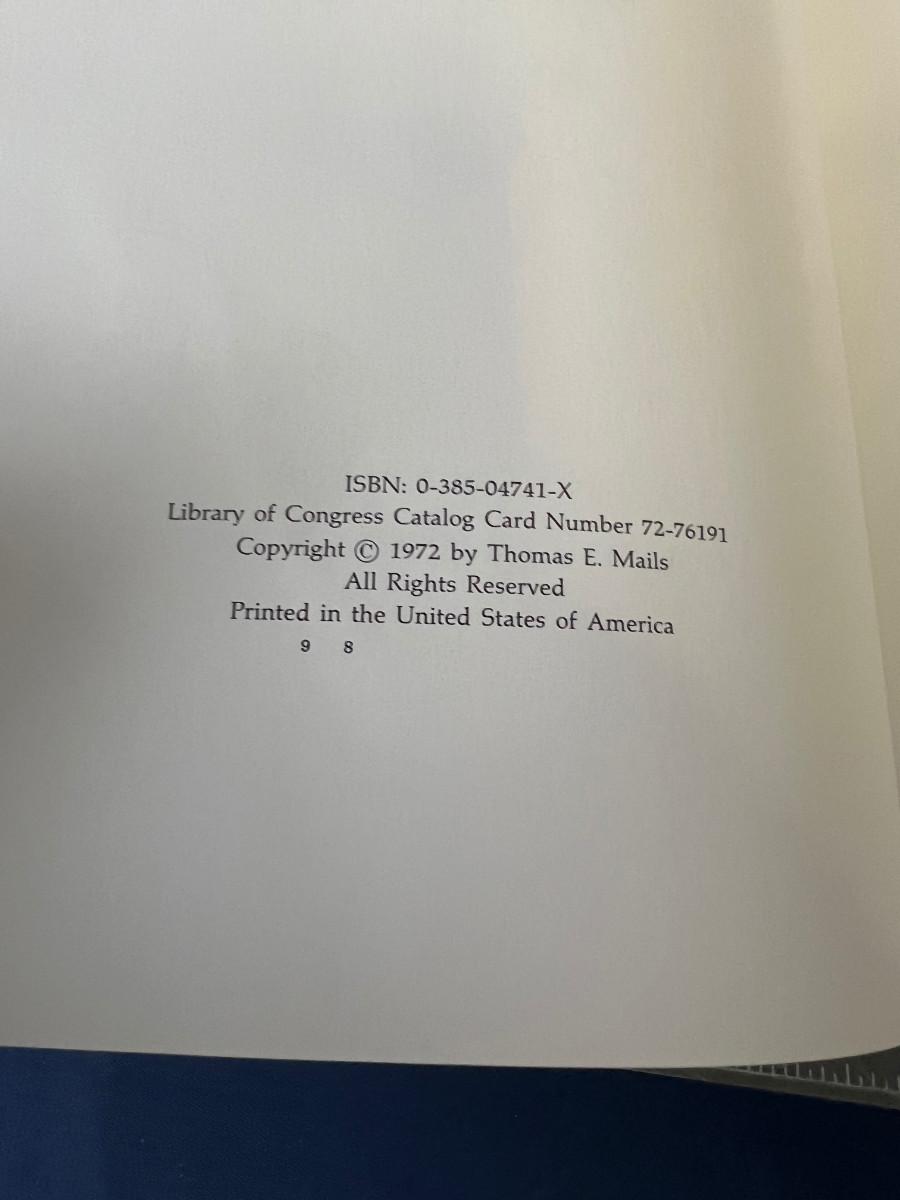 ISBN: 0-385-04741-X
Library of Congress Catalog Card Number 72-76191
Copyright © 1972 by Thomas E. Mails
All Rights Reserved
Printed in the United States of America
9 8